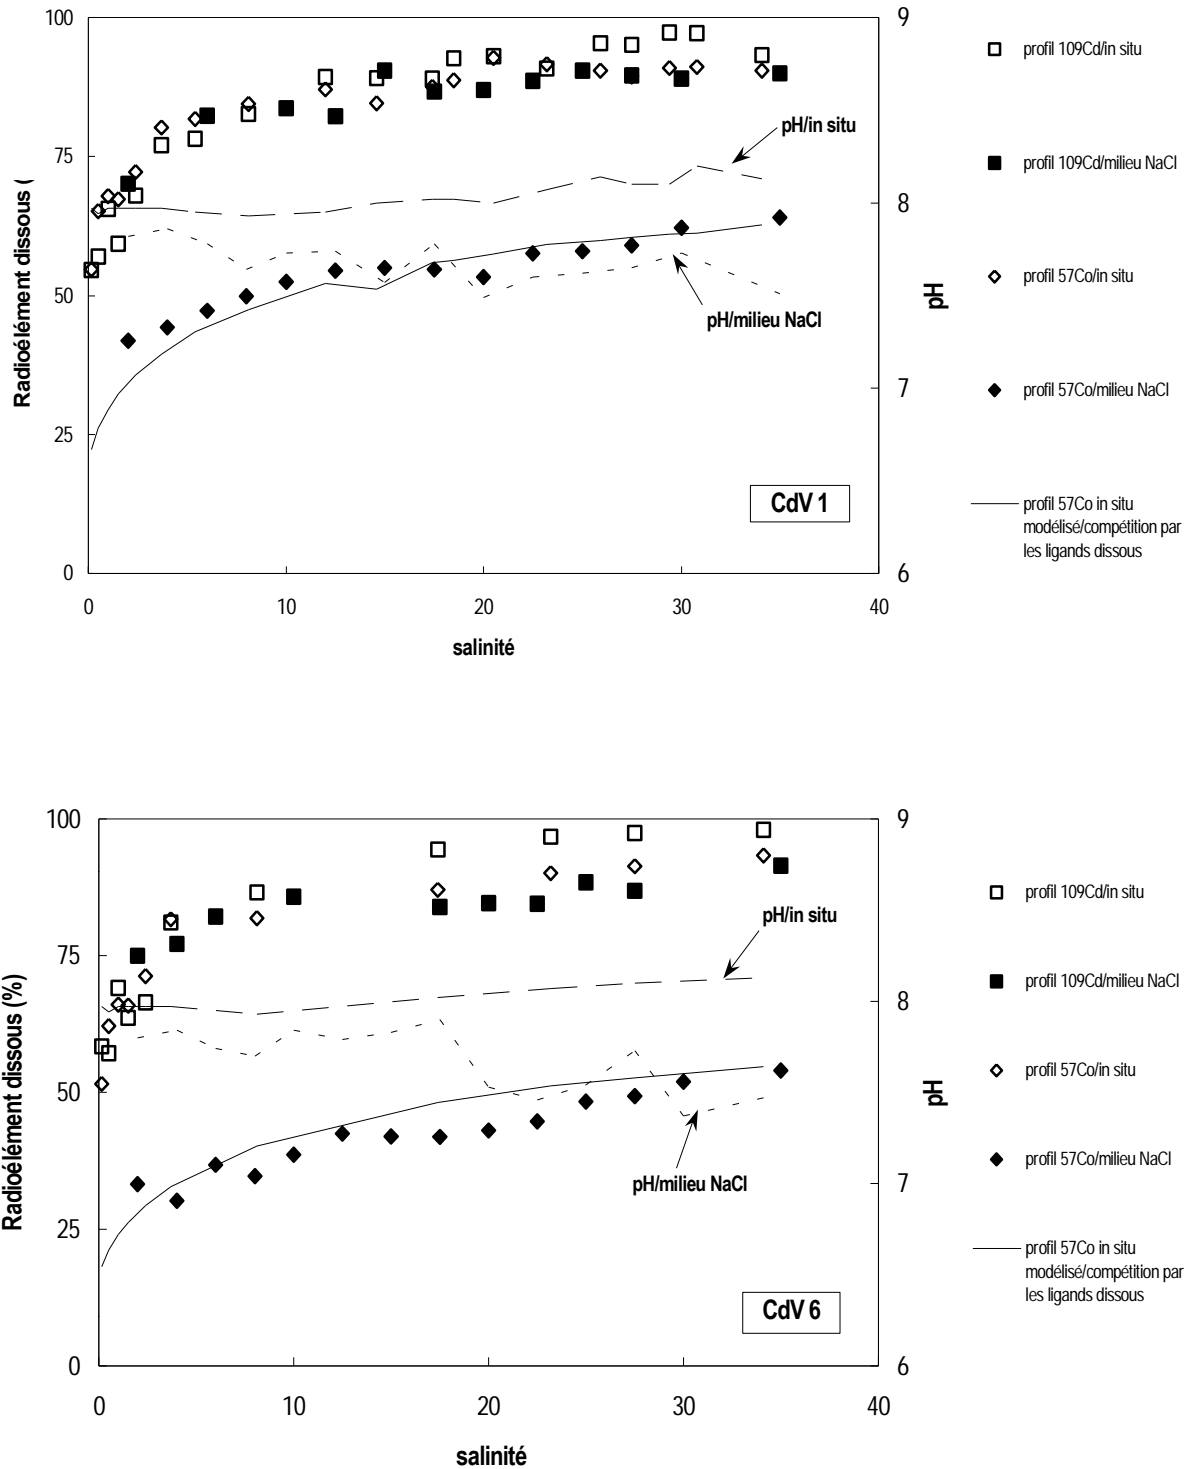 100
75
50
25
0
Radioélément dissous (
9
8
7
6
pH
0
10
20
30
40
salinité
pH/in situ
pH/milieu NaCl
CdV 1
profil 109Cd/in situ
profil 109Cd/milieu NaCl
profil 57Co/in situ
profil 57Co/milieu NaCl
profil 57Co in situ
modélisé/compétition par
les ligands dissous
100
75
50
25
0
Radioélément dissous (%)
9
8
7
6
pH
0
10
20
30
40
salinité
pH/in situ
pH/milieu NaCl
CdV 6
profil 109Cd/in situ
profil 109Cd/milieu NaCl
profil 57Co/in situ
profil 57Co/milieu NaCl
profil 57Co in situ
modélisé/compétition par
les ligands dissous